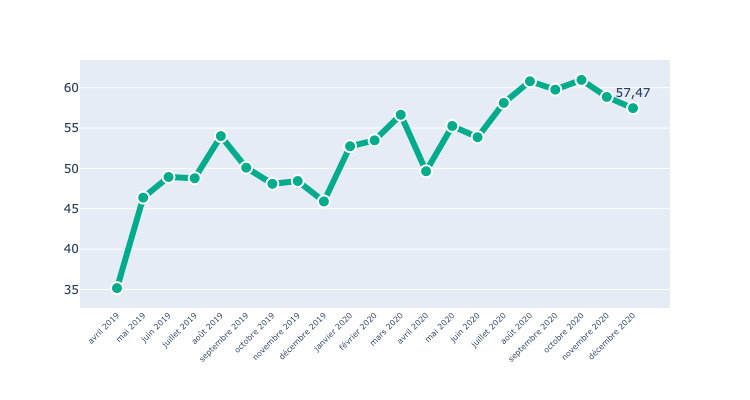 60
57,47
55
50
45
40
35
avril 2019
mai 2019
juin 2019
juillet 2019
août 2019
septembre 2019
octobre 2019
novembre 2019
décembre 2019
janvier 2020
février 2020
mars 2020
avril 2020
mai 2020
juin 2020
juillet 2020
août 2020
septembre 2020
octobre 2020
novembre 2020
décembre 2020